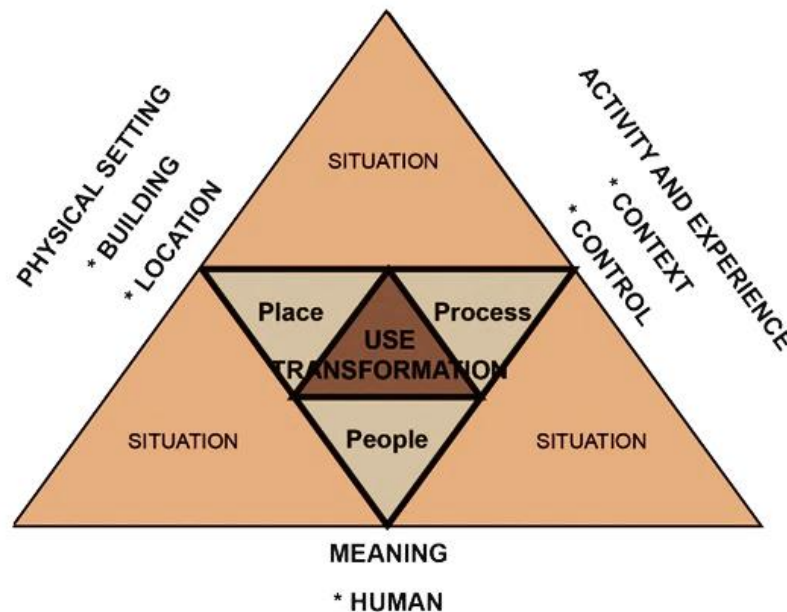 PHYSICAL SETTING
* BUILDING
* LOCATION
ACTIVITY AND EXPERIENCE
* CONTEXT
* CONTROL
SITUATION
Place
Process
USE
TRANSFORMATION
People
SITUATION
SITUATION
MEANING
* HUMAN